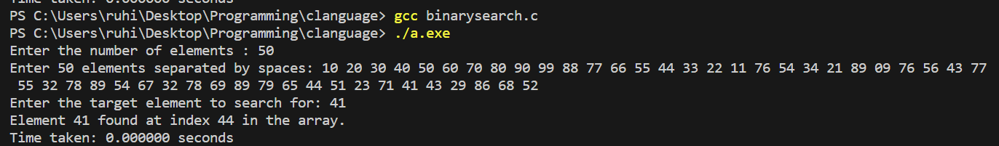 Time taken: 0.000000 seconds
PS C:\Users\ruhi\Desktop\Programming\clanguage> gcc binarysearch.c
PS C:\Users\ruhi\Desktop\Programming\clanguage> ./a.exe
Enter the number of elements : 50
Enter 50 elements separated by spaces: 10 20 30 40 50 60 70 80 90 99 88 77 66 55 44 33 22 11 76 54 34 21 89 09 76 56 43 77
55 32 78 89 54 67 32 78 69 89 79 65 44 51 23 71 41 43 29 86 68 52
Enter the target element to search for: 41
Element 41 found at index 44 in the array.
Time taken: 0.000000 seconds